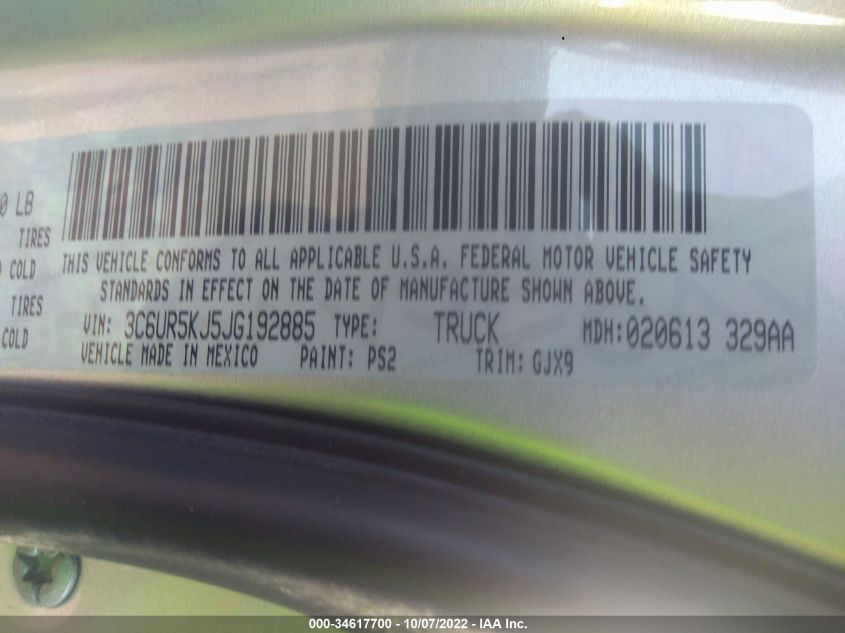 0 LB
TIRES
COLD
TIRES
COLD
THIS VEHICLE CONFORMS TO ALL APPLICABLE U.S.A. FEDERAL MOTOR VEHICLE SAFETY
STANDARDS IN EFFECT ON THE DATE OF MANUFACTURE SHOWN ABOVE.
VIN: 3C6UR5KJ5JG192885 TYPE: TRUCK MDH:020613 329AA
VEHICLE MADE IN MEXICO PAINT: PS2 TRIM: GJX9
000-34617700 - 10/07/2022 - IAA Inc.